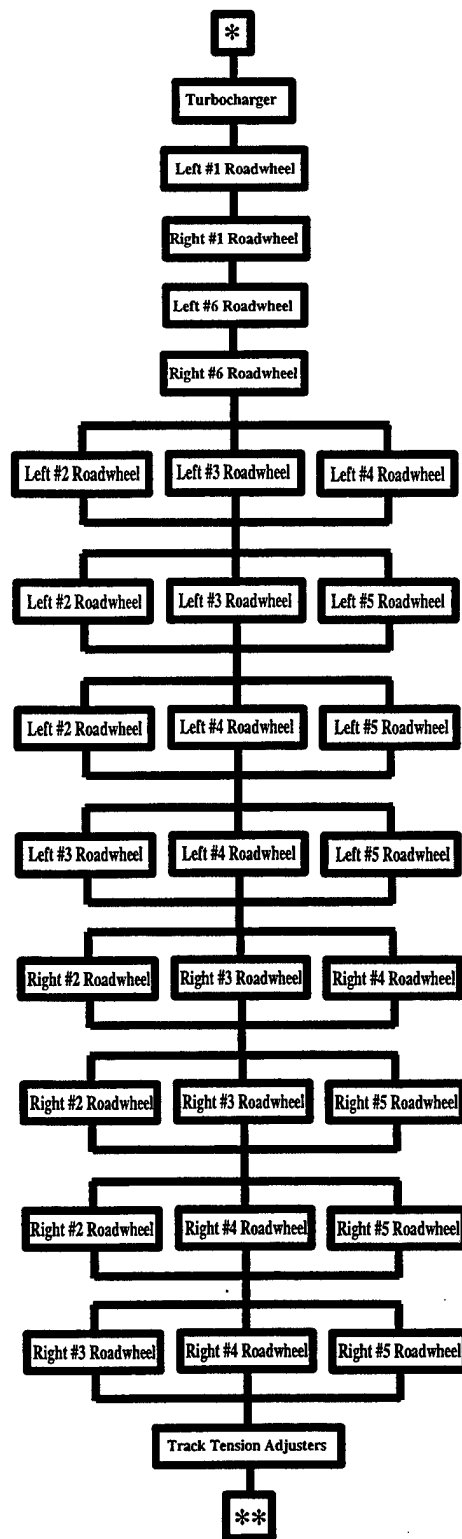 *
Turbocharger
Left #1 Roadwheel
Right #1 Roadwheel
Left #6 Roadwheel
Right #6 Roadwheel
Left #2 Roadwheel Left #3 Roadwheel Left #4 Roadwheel
Left #2 Roadwheel Left #3 Roadwheel Left #5 Roadwheel
Left #2 Roadwheel Left #4 Roadwheel Left #5 Roadwheel
Left #3 Roadwheel Left #4 Roadwheel Left #5 Roadwheel
Right #2 Roadwheel Right #3 Roadwheel Right #4 Roadwheel
Right #2 Roadwheel Right #3 Roadwheel Right #5 Roadwheel
Right #2 Roadwheel Right #4 Roadwheel Right #5 Roadwheel
Right #3 Roadwheel Right #4 Roadwheel Right #5 Roadwheel
Track Tension Adjusters
**